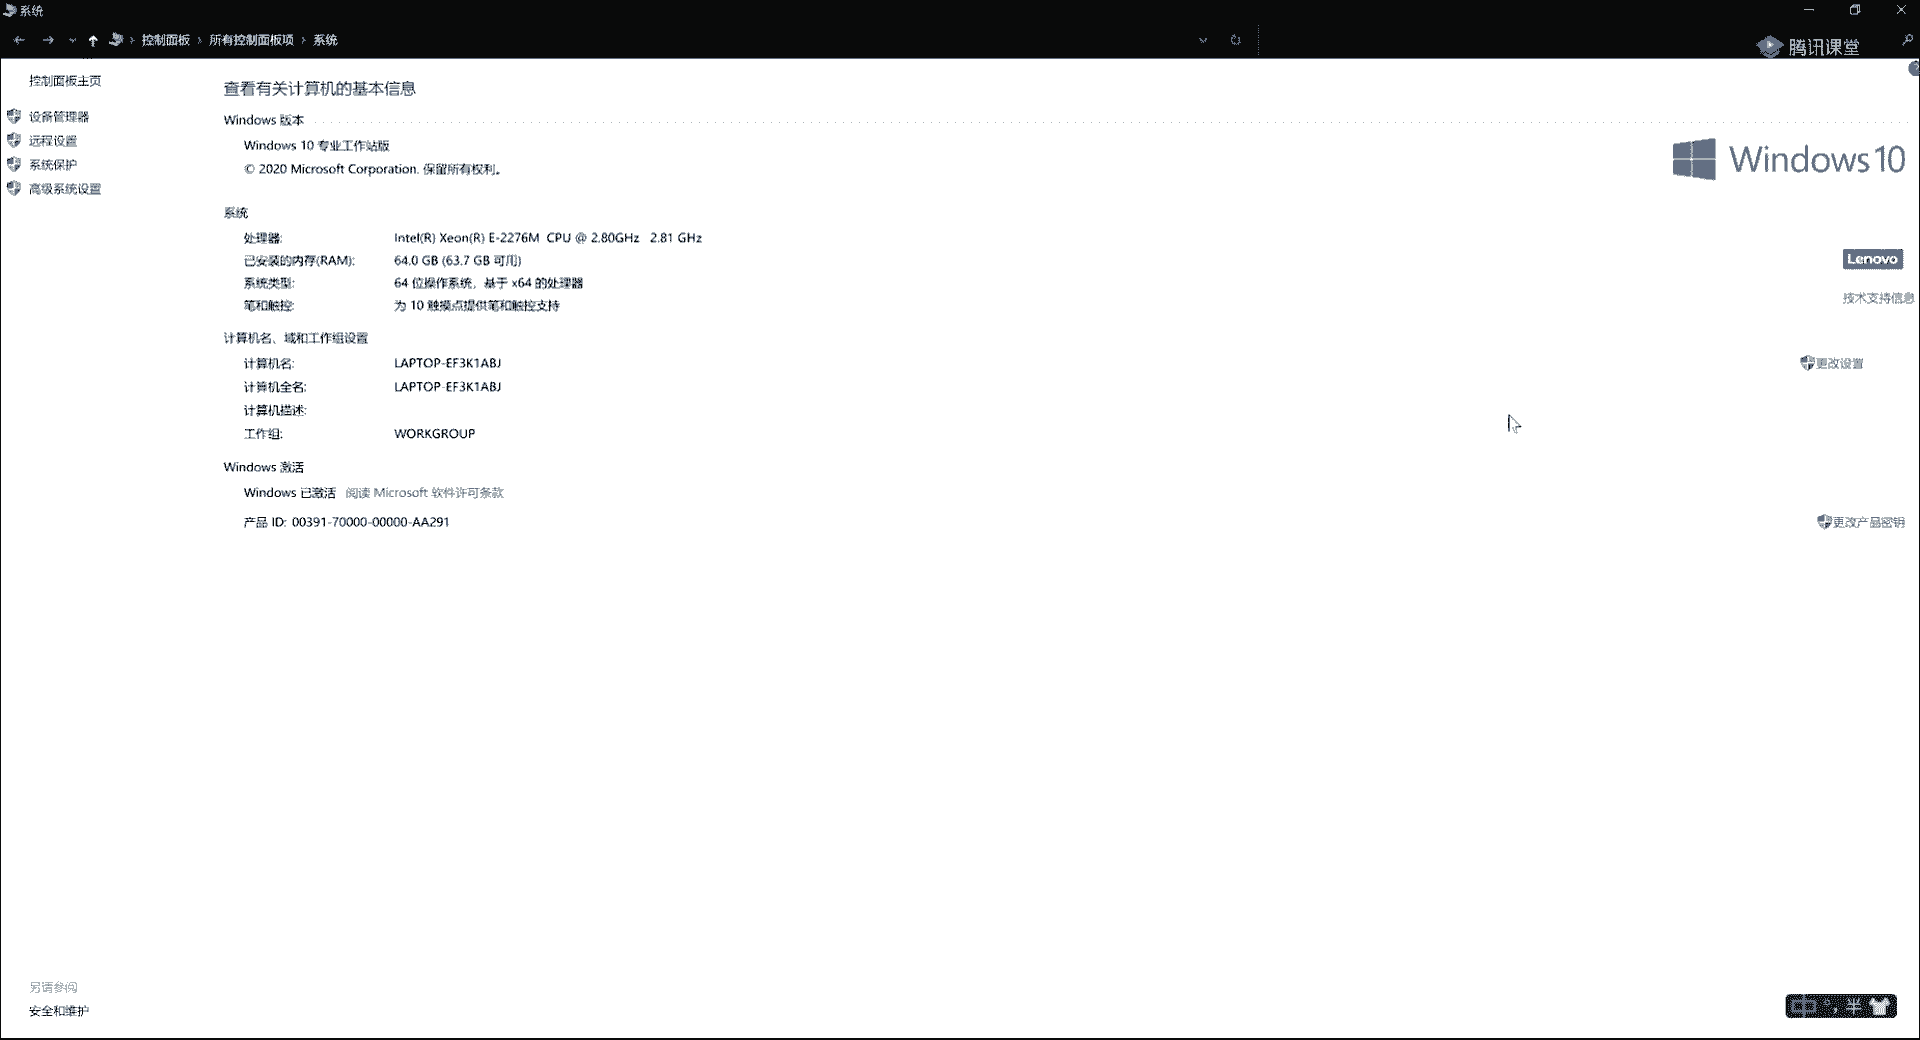 系统
控制面板 › 所有控制面板项 › 系统
腾讯课堂
控制面板主页
设备管理器
远程设置
系统保护
高级系统设置
查看有关计算机的基本信息
Windows 版本
Windows 10 专业工作站版
© 2020 Microsoft Corporation. 保留所有权利。
Windows 10
系统
处理器: Intel(R) Xeon(R) E-2276M CPU @ 2.80GHz 2.81 GHz
已安装的内存(RAM): 64.0 GB (63.7 GB 可用)
系统类型: 64 位操作系统, 基于 x64 的处理器
笔和触控: 为 10 触摸点提供笔和触控支持
Lenovo
技术支持信息
计算机名、域和工作组设置
计算机名: LAPTOP-EF3K1ABJ
更改设置
计算机全名: LAPTOP-EF3K1ABJ
计算机描述:
工作组: WORKGROUP
Windows 激活
Windows 已激活 阅读 Microsoft 软件许可条款
产品 ID: 00391-70000-00000-AA291
更改产品密钥
另请参阅
安全和维护
中 °, 半